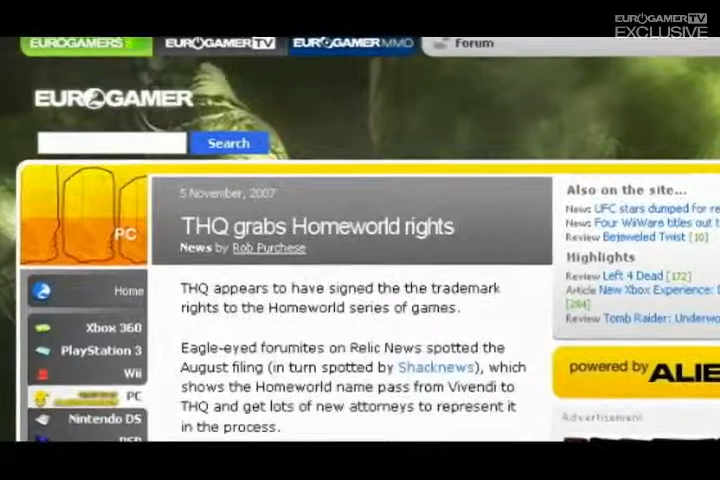 EUROGAMERTV
EXCLUSIVE
EUROGAMER TV
EUROGAMER MMO
Forum
EUROGAMER
Search
PC
5 November, 2007
THQ grabs Homeworld rights
News by Rob Purchese
THQ appears to have signed the the trademark
rights to the Homeworld series of games.
Eagle-eyed forumites on Relic News spotted the
August filing (in turn spotted by Shacknews), which
shows the Homeworld name pass from Vivendi to
THQ and get lots of new attorneys to represent it
in the process.
Home
Xbox 360
PlayStation 3
Wii
PC
Nintendo DS
Also on the site...
News: UFC stars dumped for
News: Four WiiWare titles out
Review Bejeweled Twist [10]
Highlights
Review Left 4 Dead [172]
Article New Xbox Experience:
[284]
Review Tomb Raider:
powered by ALIE
Advertisement